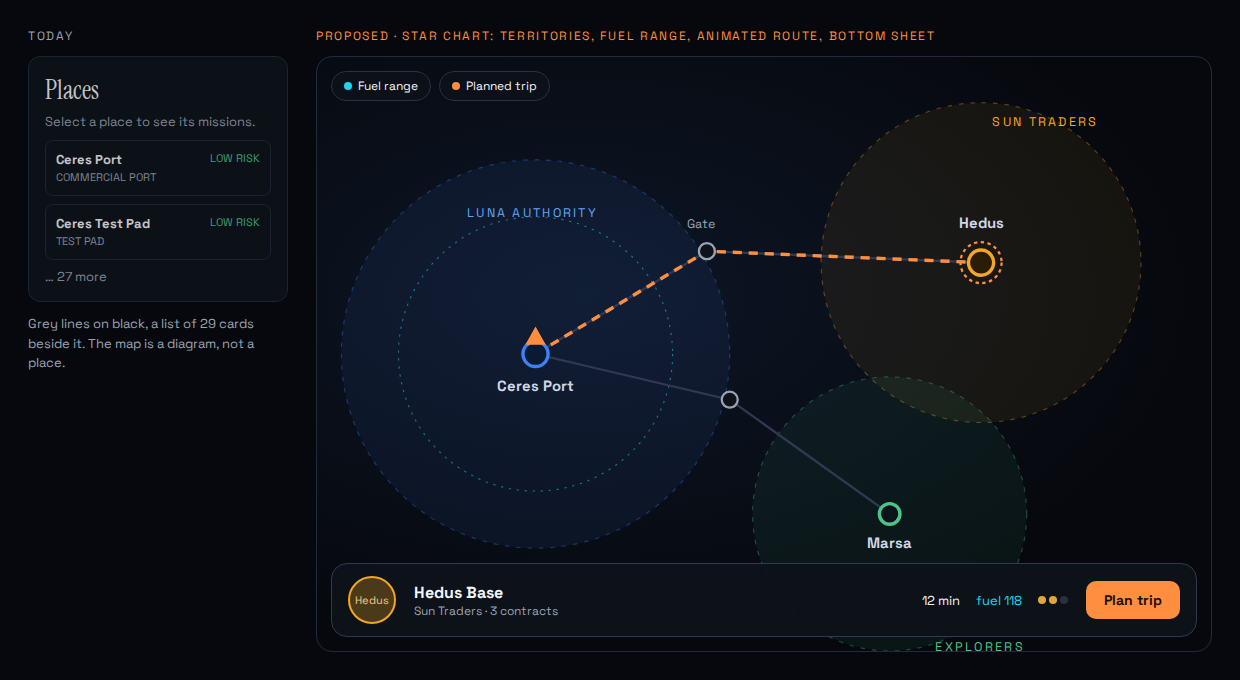 TODAY
Places
Select a place to see its missions.
Ceres Port
LOW RISK
COMMERCIAL PORT
Ceres Test Pad
LOW RISK
TEST PAD
… 27 more
Grey lines on black, a list of 29 cards
beside it. The map is a diagram, not a
place.
PROPOSED · STAR CHART: TERRITORIES, FUEL RANGE, ANIMATED ROUTE, BOTTOM SHEET
Fuel range
Planned trip
SUN TRADERS
LUNA AUTHORITY
Gate
Hedus
Ceres Port
Marsa
Hedus
Hedus Base
Sun Traders · 3 contracts
12 min
fuel 118
Plan trip
EXPLORERS